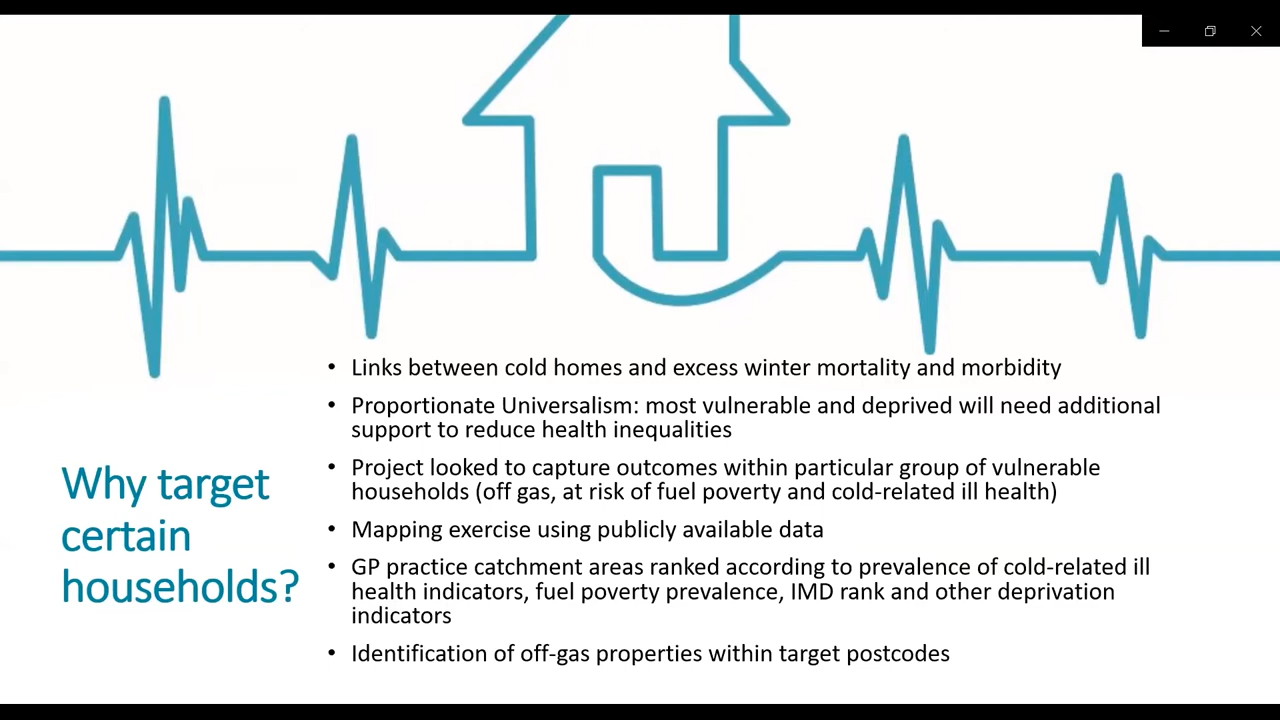 Why target
certain
households?
• Links between cold homes and excess winter mortality and morbidity
• Proportionate Universalism: most vulnerable and deprived will need additional
support to reduce health inequalities
• Project looked to capture outcomes within particular group of vulnerable
households (off gas, at risk of fuel poverty and cold-related ill health)
• Mapping exercise using publicly available data
• GP practice catchment areas ranked according to prevalence of cold-related ill
health indicators, fuel poverty prevalence, IMD rank and other deprivation
indicators
• Identification of off-gas properties within target postcodes